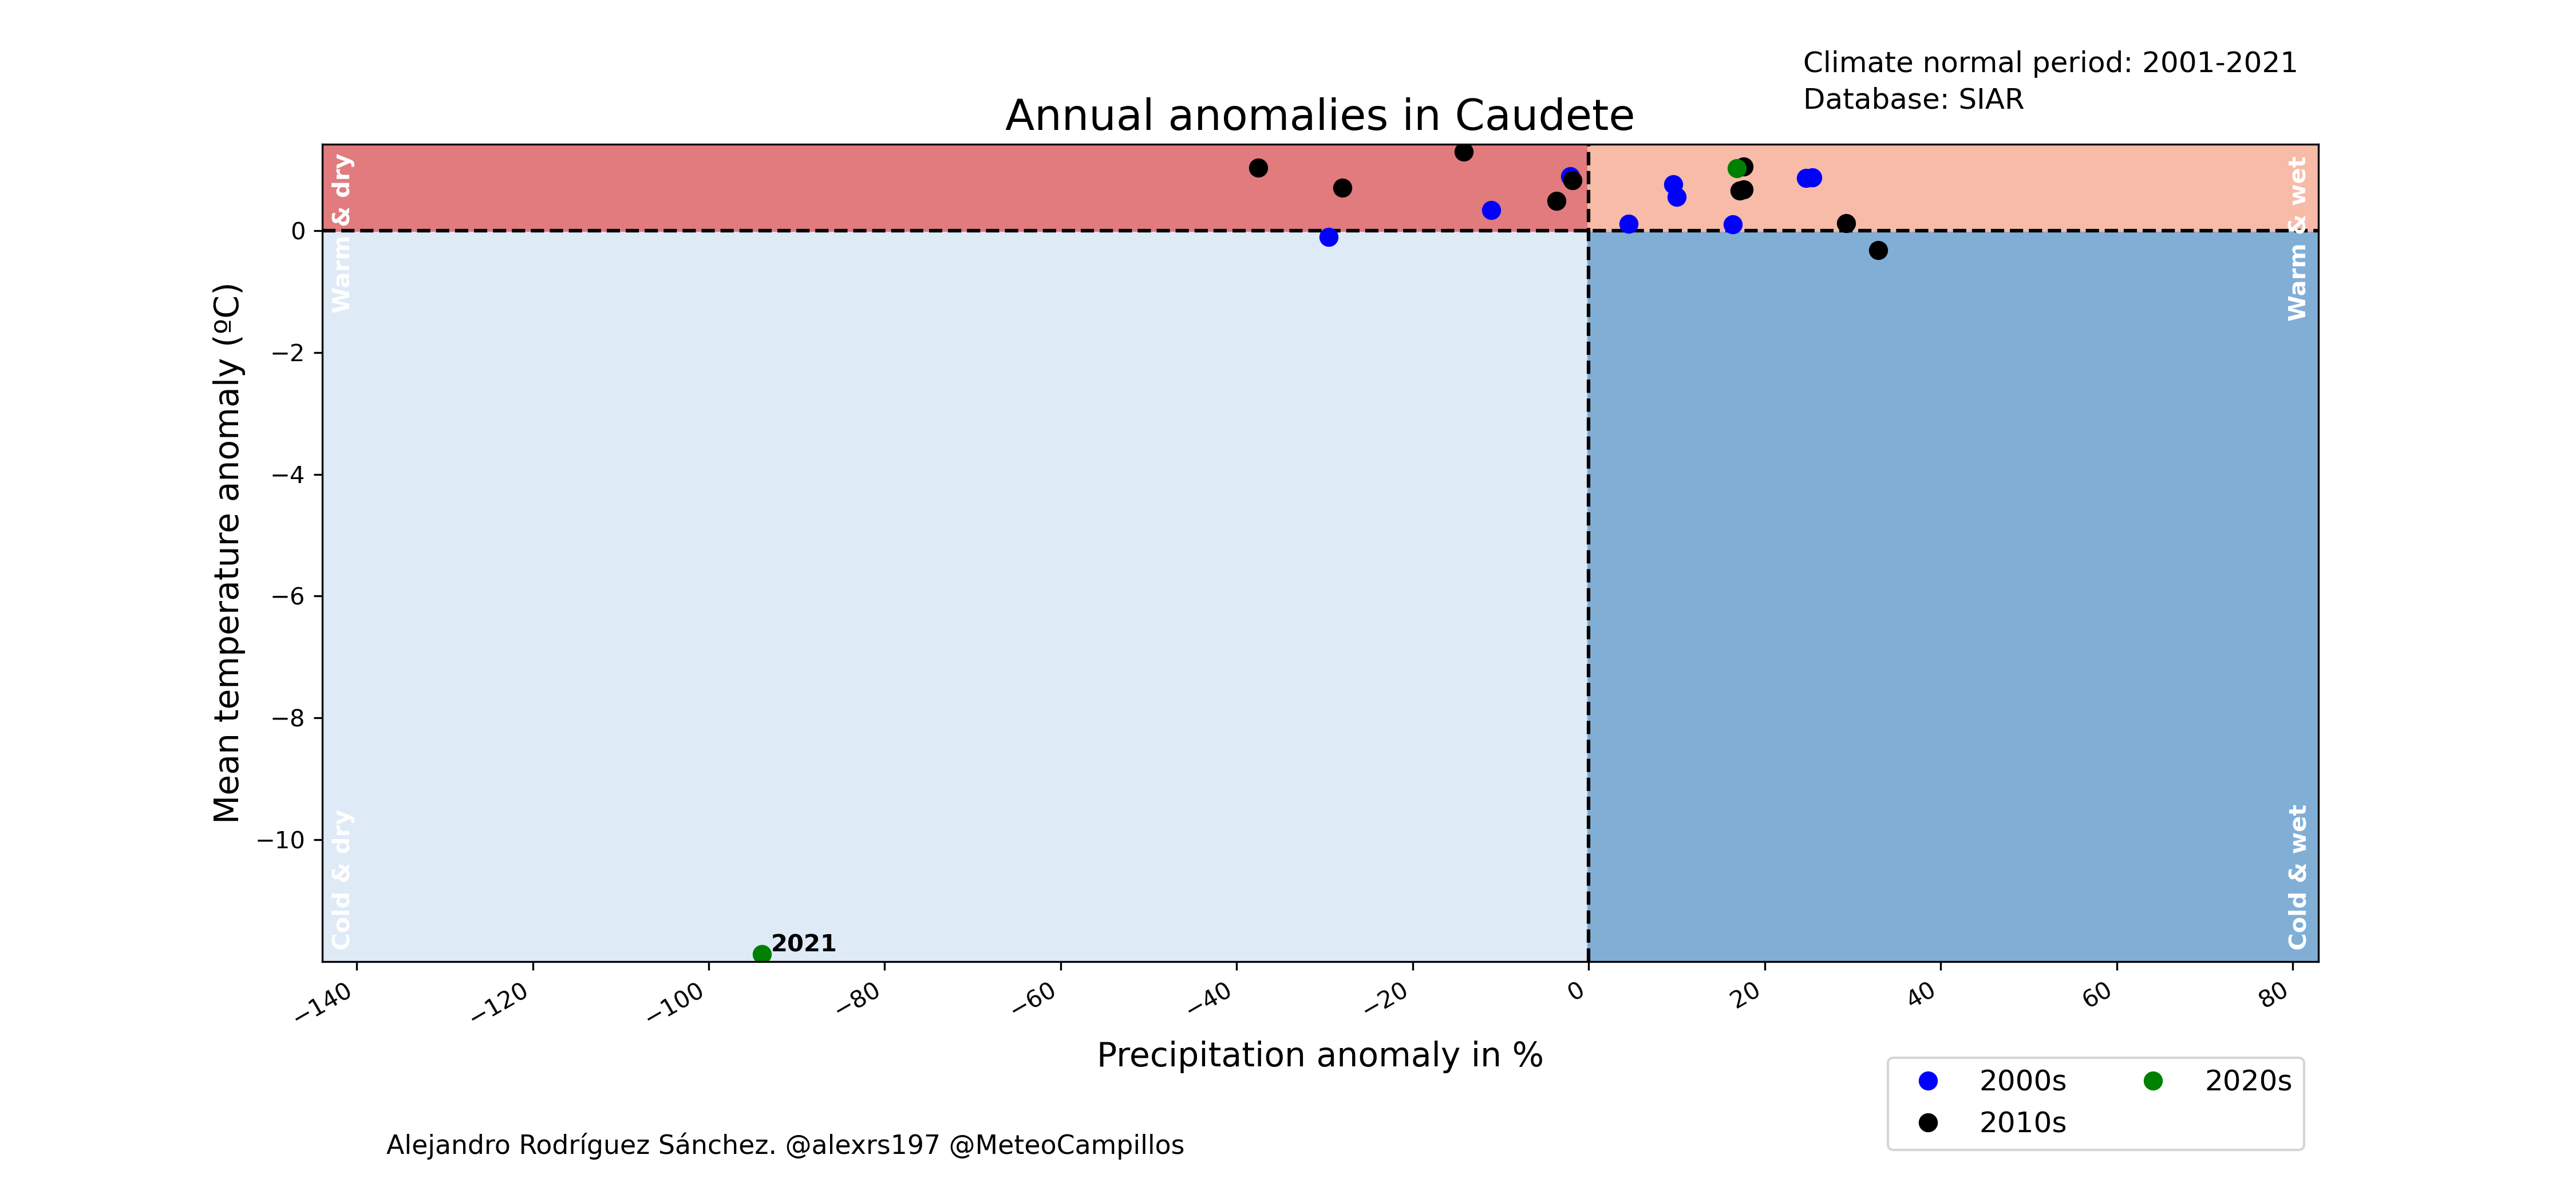 Climate normal period: 2001-2021
Database: SIAR
Annual anomalies in Caudete
Warm & dry
Warm & wet
Cold & dry
Cold & wet
Mean temperature anomaly (ºC)
0
−2
−4
−6
−8
−10
2021
−140
−120
−100
−80
−60
−40
−20
0
20
40
60
80
Precipitation anomaly in %
2000s
2010s
2020s
Alejandro Rodríguez Sánchez. @alexrs197 @MeteoCampillos